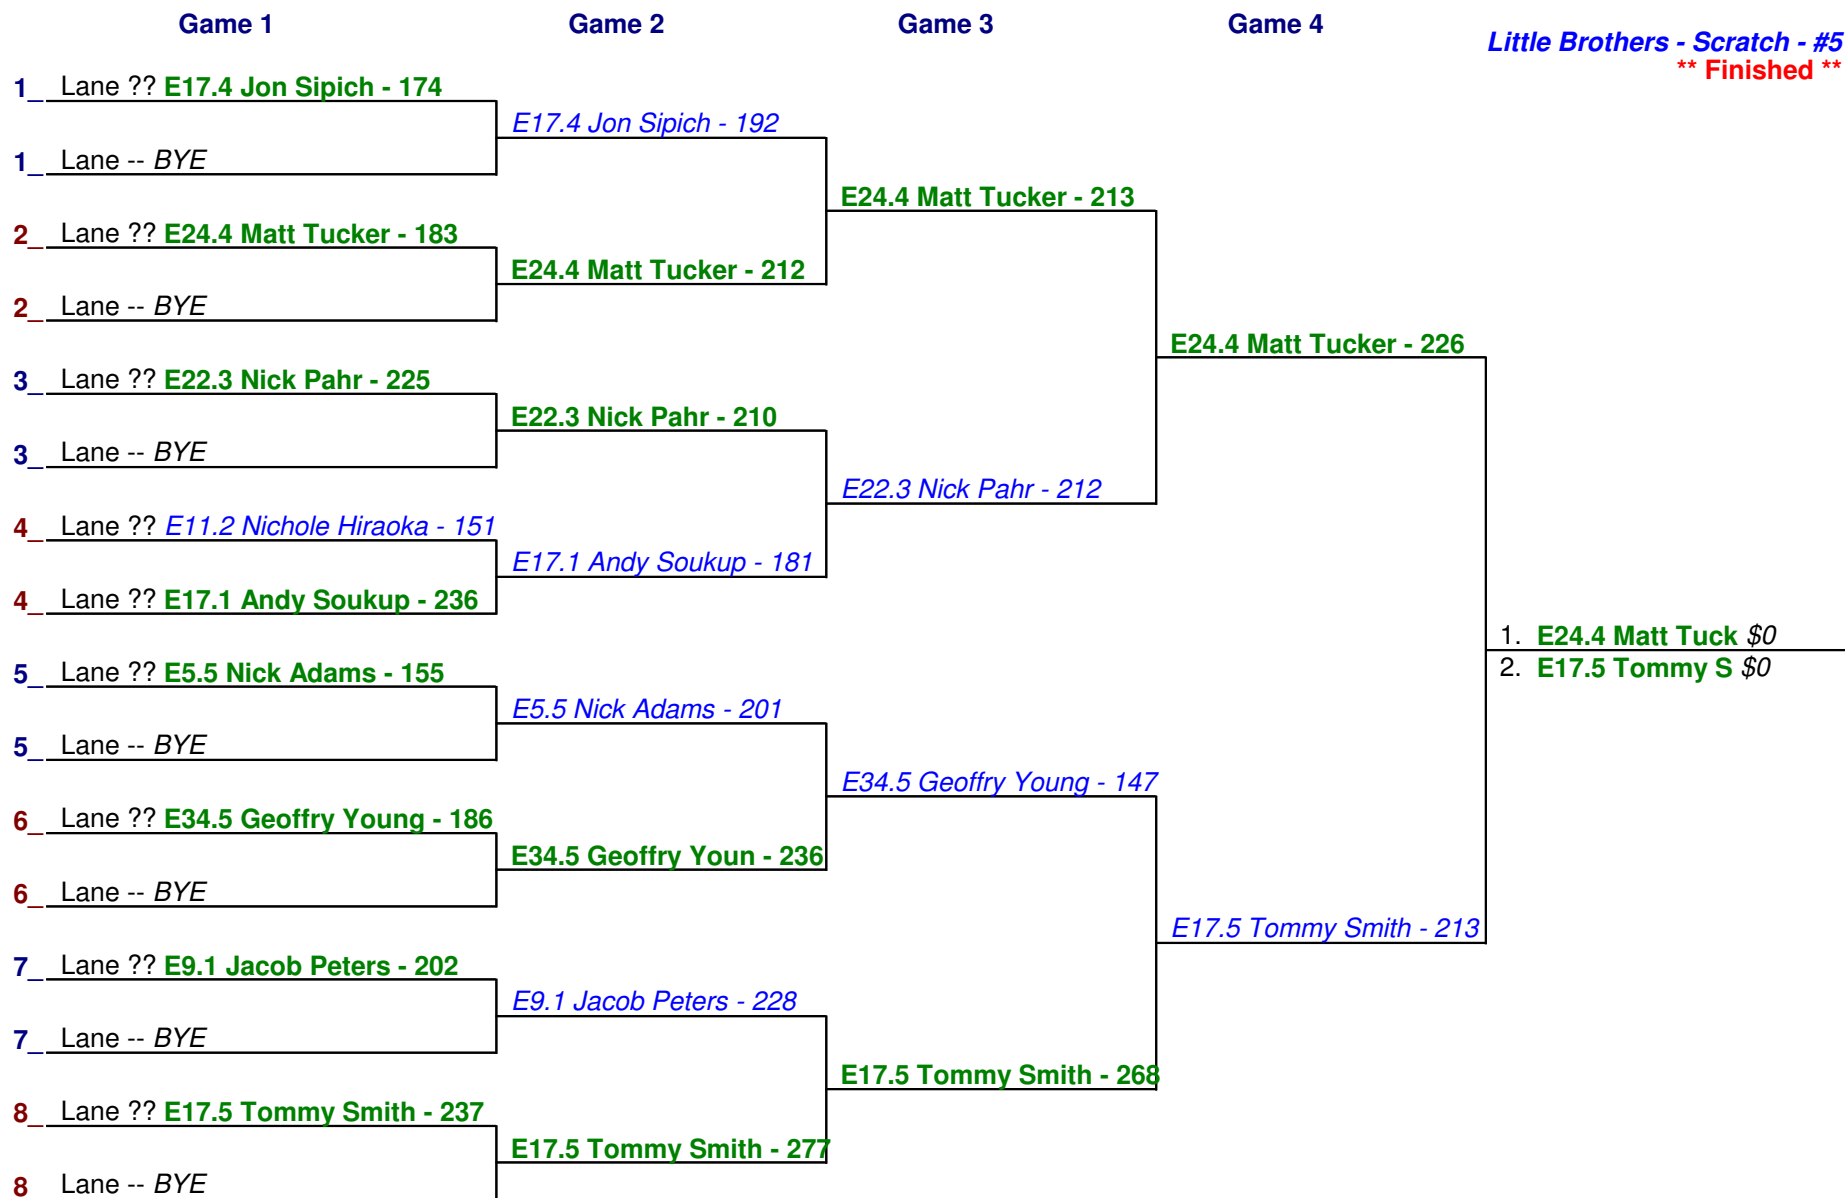 Game 1 Game 2 Game 3 Game 4
Little Brothers - Scratch - #5
** Finished **
1_ Lane ?? E17.4 Jon Sipich - 174
E17.4 Jon Sipich - 192
1_ Lane -- BYE
E24.4 Matt Tucker - 213
2_ Lane ?? E24.4 Matt Tucker - 183
E24.4 Matt Tucker - 212
2_ Lane -- BYE
E24.4 Matt Tucker - 226
3_ Lane ?? E22.3 Nick Pahr - 225
E22.3 Nick Pahr - 210
3_ Lane -- BYE
E22.3 Nick Pahr - 212
4_ Lane ?? E11.2 Nichole Hiraoka - 151
E17.1 Andy Soukup - 181
4_ Lane ?? E17.1 Andy Soukup - 236
1. E24.4 Matt Tuck $0
2. E17.5 Tommy S $0
5_ Lane ?? E5.5 Nick Adams - 155
E5.5 Nick Adams - 201
5_ Lane -- BYE
E34.5 Geoffry Young - 147
6_ Lane ?? E34.5 Geoffry Young - 186
E34.5 Geoffry Youn - 236
6_ Lane -- BYE
E17.5 Tommy Smith - 213
7_ Lane ?? E9.1 Jacob Peters - 202
E9.1 Jacob Peters - 228
7_ Lane -- BYE
E17.5 Tommy Smith - 268
8_ Lane ?? E17.5 Tommy Smith - 237
E17.5 Tommy Smith - 277
8 Lane -- BYE